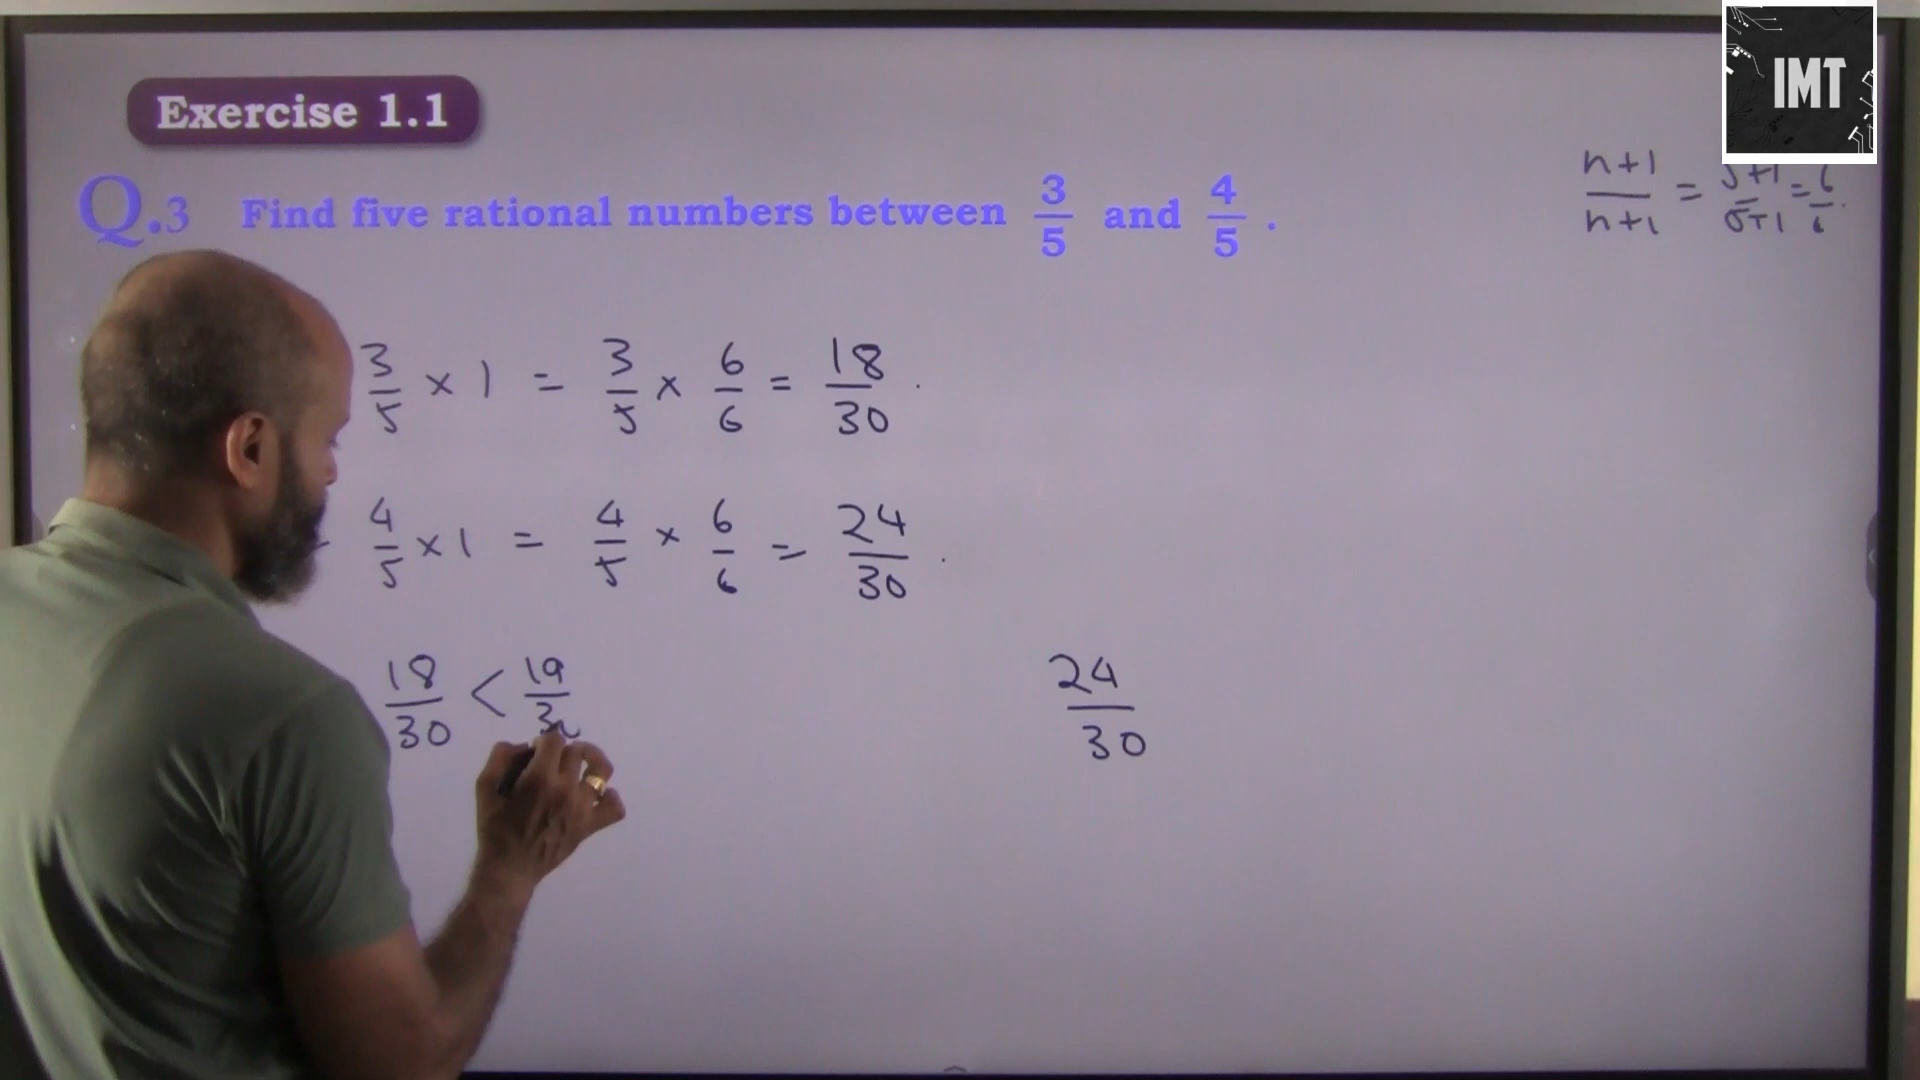 IMT
Exercise 1.1
Q.3 Find five rational numbers between 3/5 and 4/5 .
n+1/n+1 = 5+1/5+1 = 6/6.
3/5 × 1 = 3/5 × 6/6 = 18/30 .
4/5 × 1 = 4/5 × 6/6 = 24/30 .
18/30 < 19/30 24/30